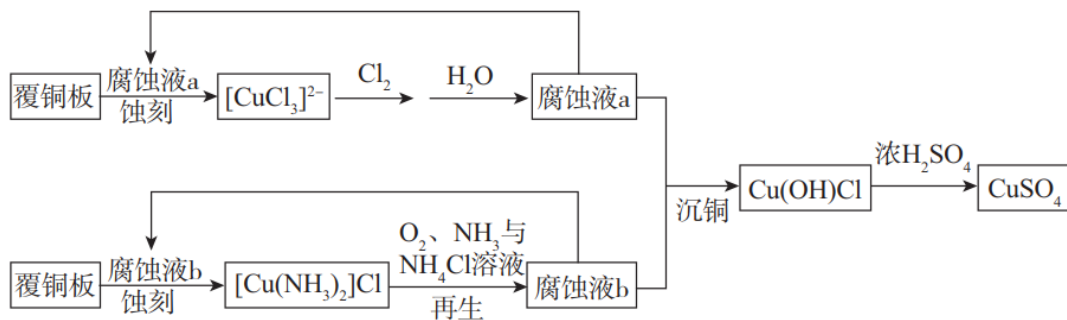 覆铜板 腐蚀液a 蚀刻 [CuCl₃]²⁻ Cl₂ H₂O 腐蚀液a
沉铜 Cu(OH)Cl 浓H₂SO₄ CuSO₄
覆铜板 腐蚀液b 蚀刻 [Cu(NH₃)₂]Cl O₂、NH₃与
NH₄Cl溶液
再生 腐蚀液b